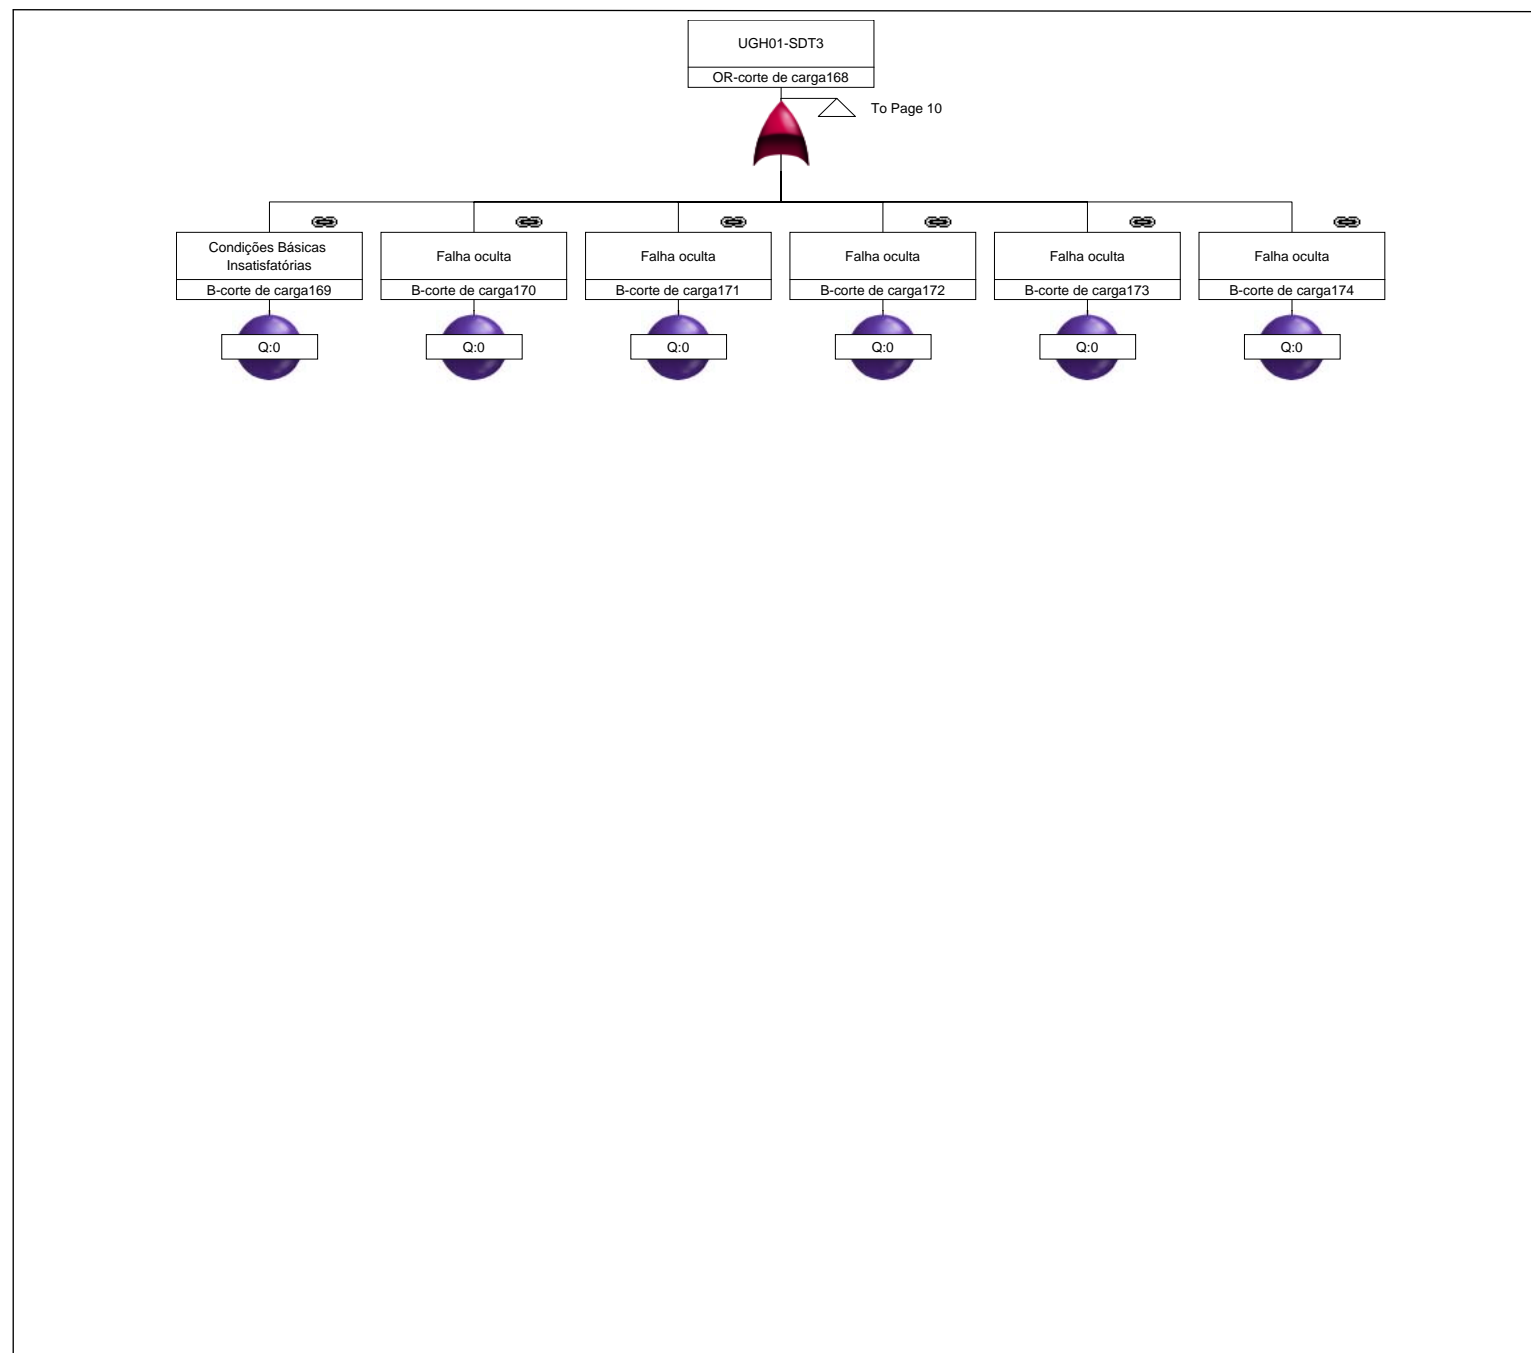 UGH01-SDT3
OR-corte de carga168
To Page 10
Condições Básicas
Insatisfatórias
B-corte de carga169
Q:0
Falha oculta
B-corte de carga170
Q:0
Falha oculta
B-corte de carga171
Q:0
Falha oculta
B-corte de carga172
Q:0
Falha oculta
B-corte de carga173
Q:0
Falha oculta
B-corte de carga174
Q:0